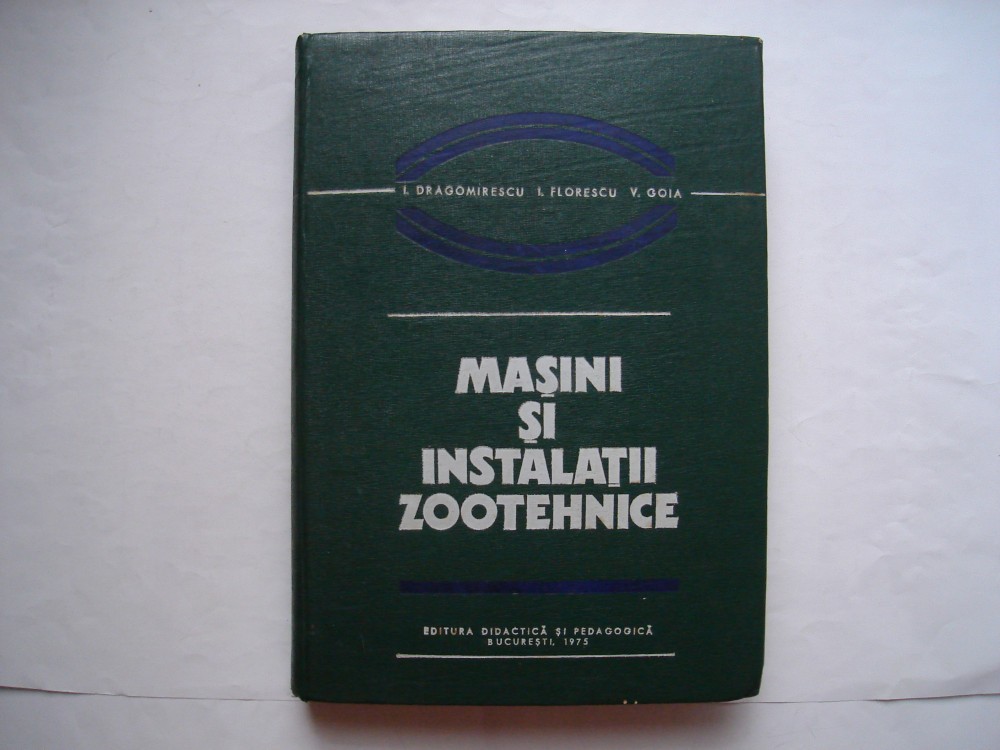 I. DRAGOMIRESCU I. FLORESCU V. GOIA
MAȘINI
ȘI
INSTALAȚII
ZOOTEHNICE
EDITURA DIDACTICĂ ȘI PEDAGOGICĂ
BUCUREȘTI, 1975